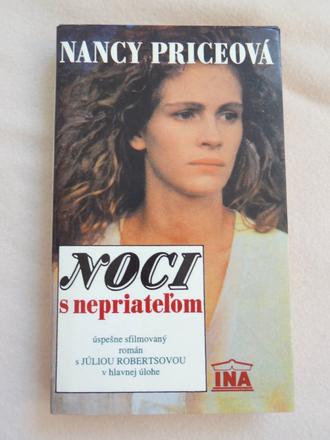 NANCY PRICEOVÁ
NOCI
s nepriateľom
úspešne sfilmovaný
román
s JÚLIOU ROBERTSOVOU
v hlavnej úlohe
INA